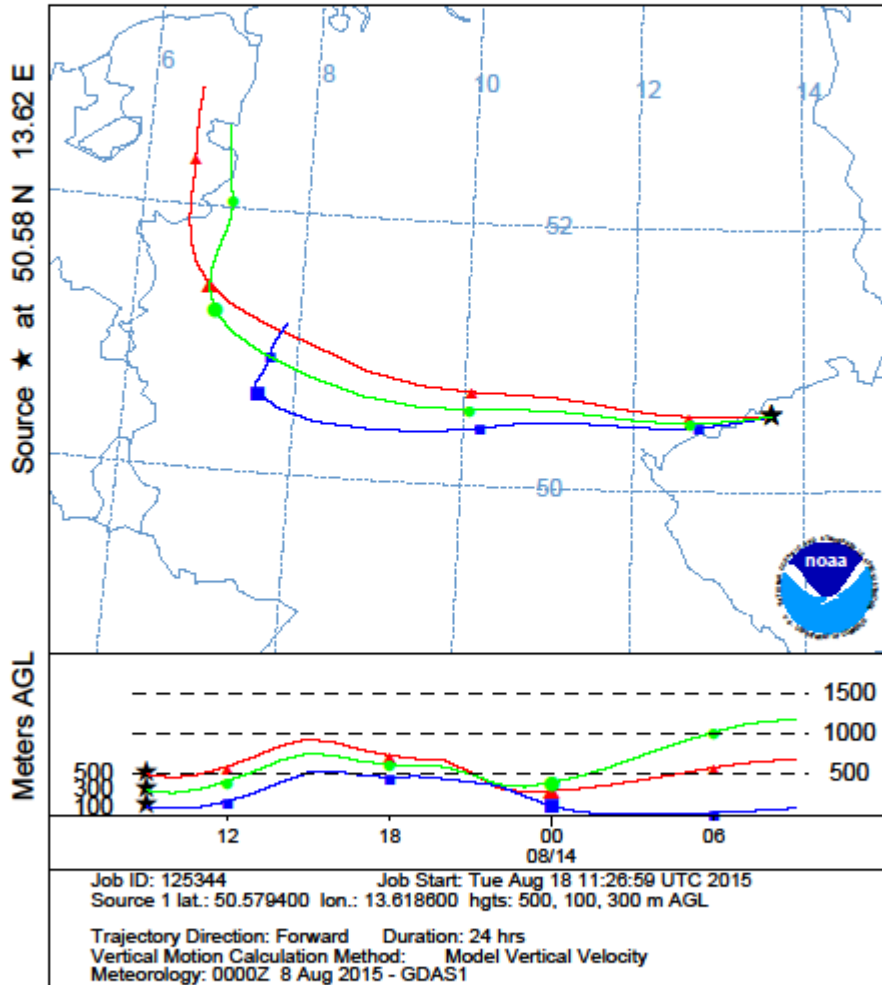 Source ★ at 50.58 N 13.62 E
6
8
10
12
14
52
50
noaa
Meters AGL
1500
1000
500
500
300
100
12
18
00
06
08/14
Job ID: 125344 Job Start: Tue Aug 18 11:26:59 UTC 2015
Source 1 lat.: 50.579400 lon.: 13.618600 hgts: 500, 100, 300 m AGL
Trajectory Direction: Forward Duration: 24 hrs
Vertical Motion Calculation Method: Model Vertical Velocity
Meteorology: 0000Z 8 Aug 2015 - GDAS1